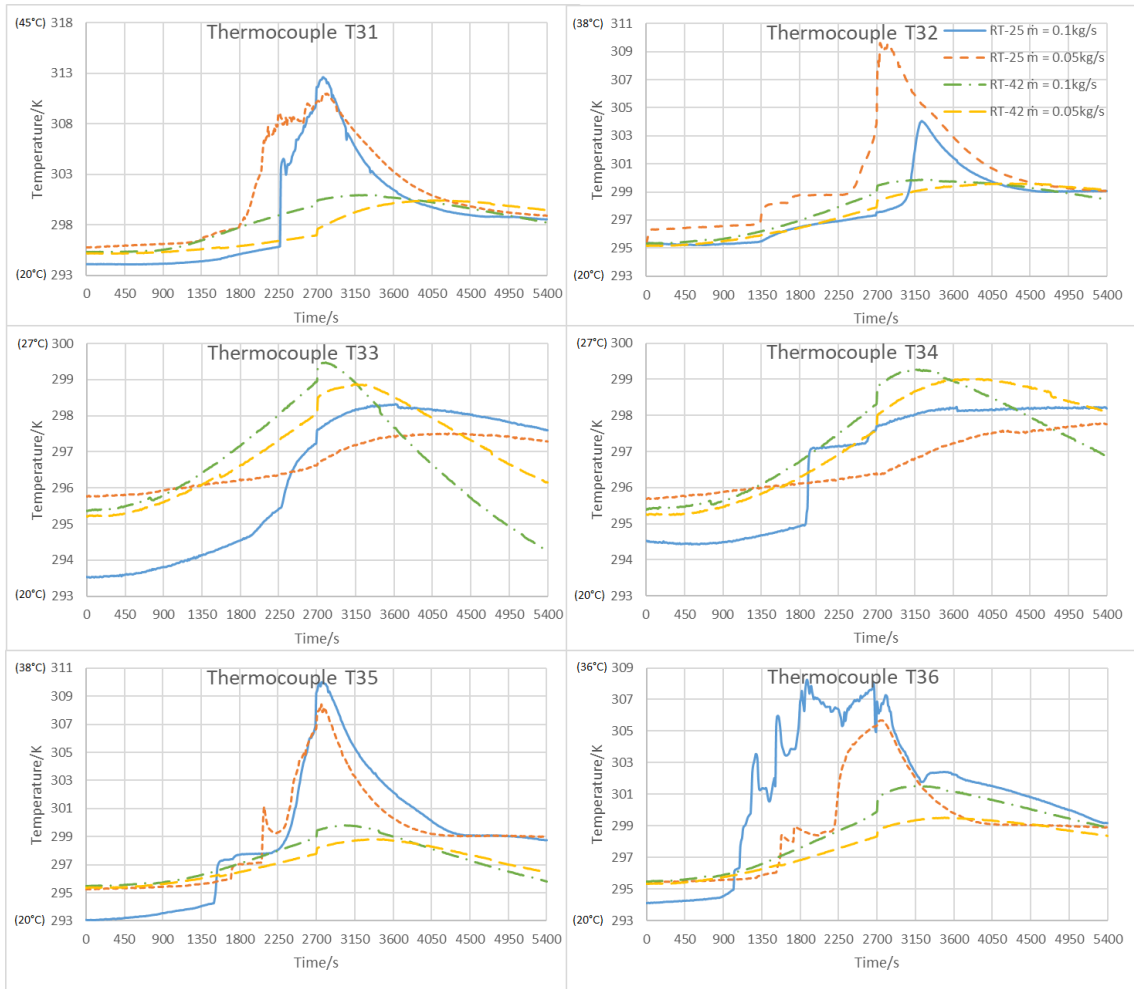 Thermocouple T31
(45°C) 318
313
308
303
298
293
(20°C)
Temperature/K
0 450 900 1350 1800 2250 2700 3150 3600 4050 4500 4950 5400
Time/s
Thermocouple T32
(38°C) 311
309
307
305
303
301
299
297
295
293
(20°C)
Temperature/K
RT-25 ṁ = 0.1kg/s
RT-25 ṁ = 0.05kg/s
RT-42 ṁ = 0.1kg/s
RT-42 ṁ = 0.05kg/s
0 450 900 1350 1800 2250 2700 3150 3600 4050 4500 4950 5400
Time/s
Thermocouple T33
(27°C) 300
299
298
297
296
295
294
293
(20°C)
Temperature/K
0 450 900 1350 1800 2250 2700 3150 3600 4050 4500 4950 5400
Time/s
Thermocouple T34
(27°C) 300
299
298
297
296
295
294
293
(20°C)
Temperature/K
0 450 900 1350 1800 2250 2700 3150 3600 4050 4500 4950 5400
Time/s
Thermocouple T35
(38°C) 311
309
307
305
303
301
299
297
295
(20°C) 293
Temperature/K
0 450 900 1350 1800 2250 2700 3150 3600 4050 4500 4950 5400
Time/s
Thermocouple T36
(36°C) 309
307
305
303
301
299
297
295
(20°C) 293
Temperature/K
0 450 900 1350 1800 2250 2700 3150 3600 4050 4500 4950 5400
Time/s